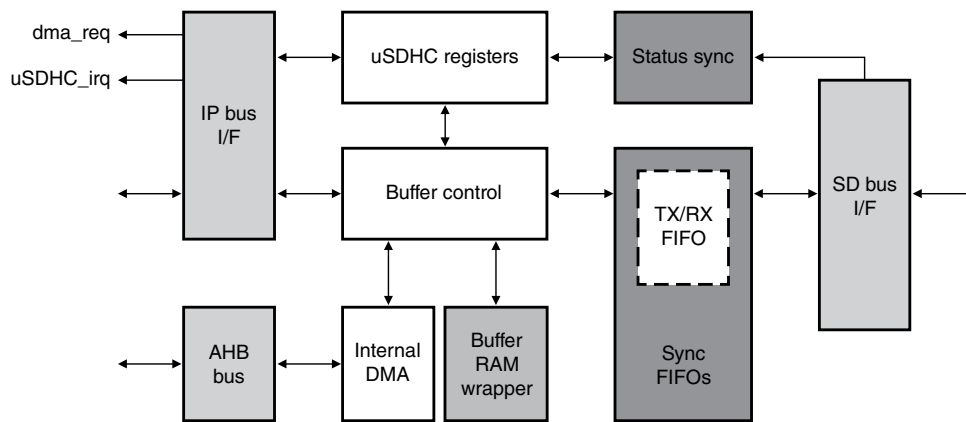 dma_req
uSDHC_irq
IP bus
I/F
uSDHC registers
Status sync
Buffer control
TX/RX
FIFO
SD bus
I/F
AHB
bus
Internal
DMA
Buffer
RAM
wrapper
Sync
FIFOs